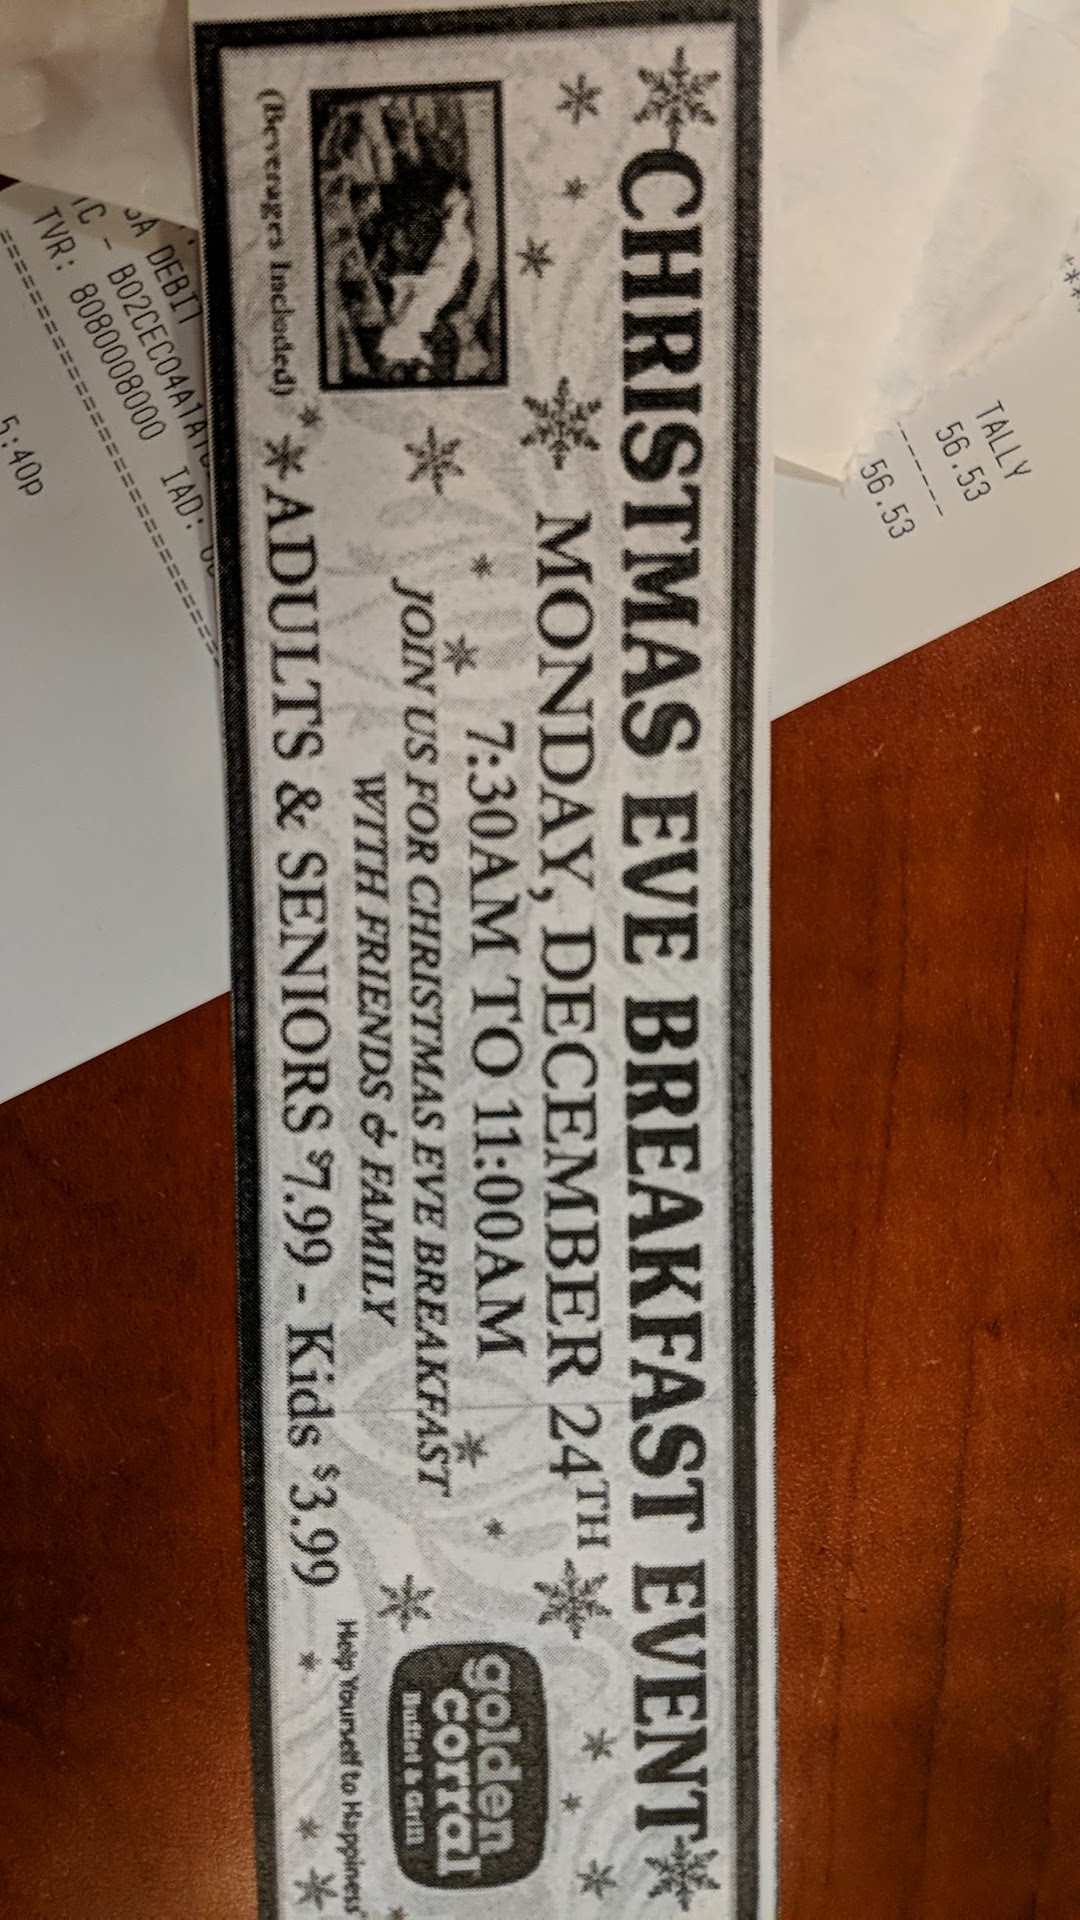 CHRISTMAS EVE BREAKFAST EVENT
MONDAY, DECEMBER 24TH
7:30AM TO 11:00AM
JOIN US FOR CHRISTMAS EVE BREAKFAST
WITH FRIENDS & FAMILY
(Beverages Included)
ADULTS & SENIORS $7.99 - Kids $3.99
golden
corral
Buffet & Grill
Help Yourself to Happiness
TALLY
56.53
------
56.53
DEBIT
TVR: 8080008000 IAD:
5:40p